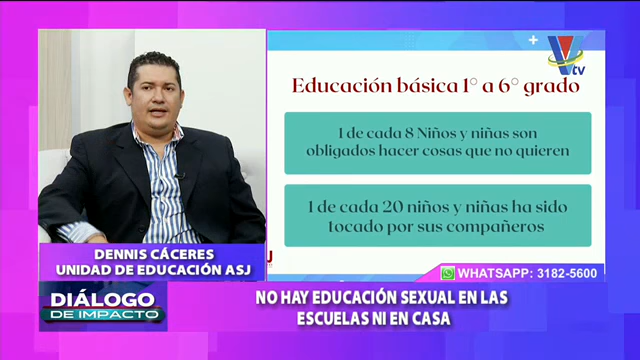 V
tv
Educación básica 1° a 6° grado
1 de cada 8 Niños y niñas son
obligados hacer cosas que no quieren
1 de cada 20 niños y niñas ha sido
tocado por sus compañeros
DENNIS CÁCERES
UNIDAD DE EDUCACIÓN ASJ
J
WHATSAPP: 3182-5600
DIÁLOGO
DE IMPACTO
NO HAY EDUCACIÓN SEXUAL EN LAS
ESCUELAS NI EN CASA